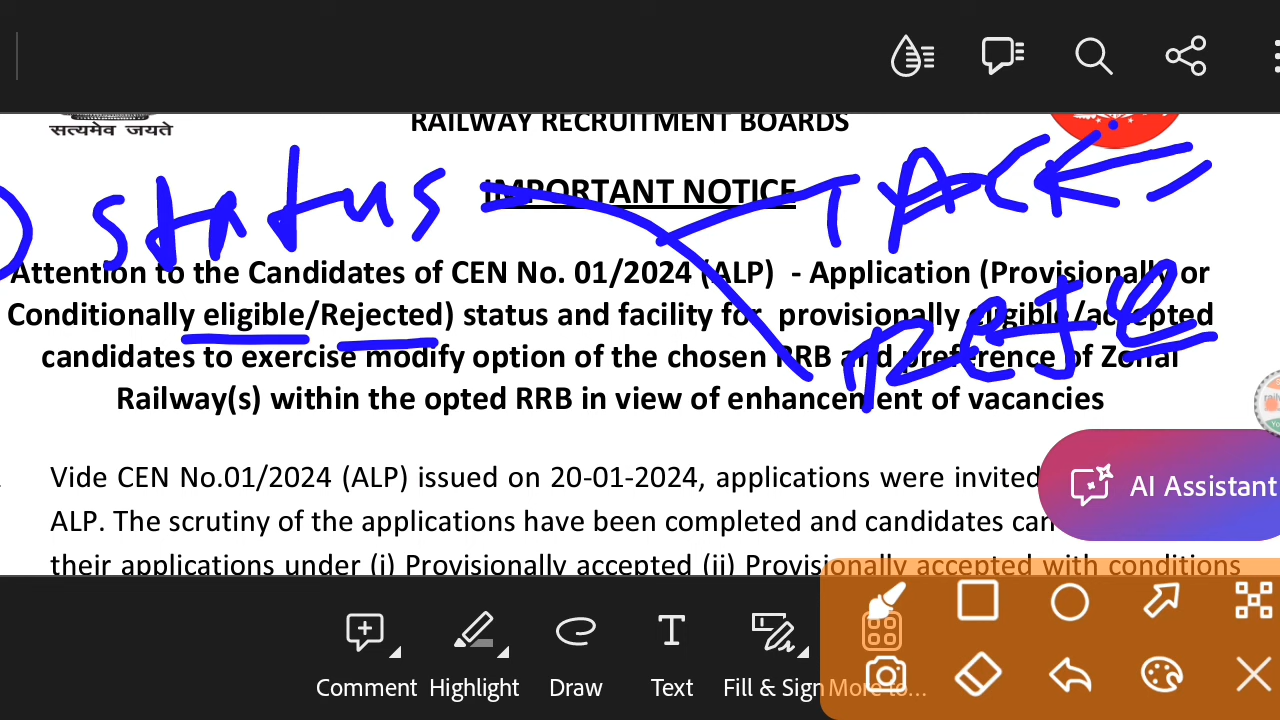 सत्यमेव जयते
RAILWAY RECRUITMENT BOARDS
IMPORTANT NOTICE
status
ACK
Attention to the Candidates of CEN No. 01/2024 (ALP) - Application (Provisionally or
Conditionally eligible/Rejected) status and facility for provisionally eligible/accepted
candidates to exercise modify option of the chosen RRB and preference of Zonal
Railway(s) within the opted RRB in view of enhancement of vacancies
Vide CEN No.01/2024 (ALP) issued on 20-01-2024, applications were invited
ALP. The scrutiny of the applications have been completed and candidates can
their applications under (i) Provisionally accepted (ii) Provisionally accepted with conditions
AI Assistant
Comment Highlight Draw Text Fill & Sign More to...